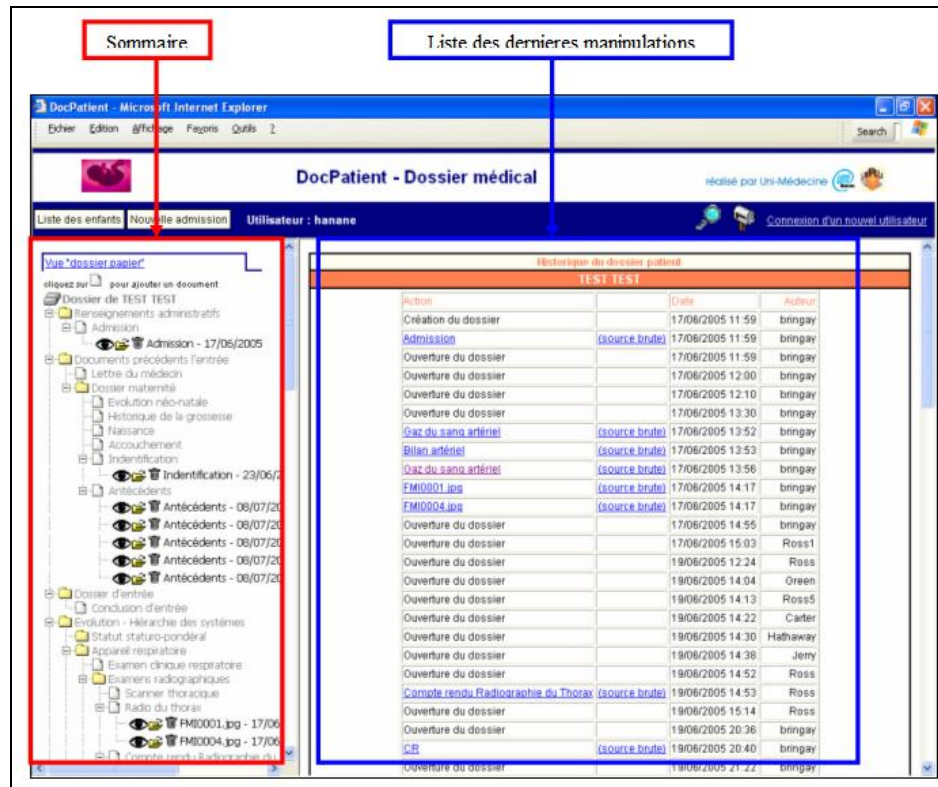 Sommaire
Liste des dernieres manipulations
DocPatient - Microsoft Internet Explorer
Fichier Edition Affichage Favoris Outils ?
Search
DocPatient - Dossier médical
réalisé par Uni-Médecine
Liste des enfants Nouvelle admission Utilisateur : hanane
Connexion d'un nouvel utilisateur
Vue "dossier papier"
cliquez sur pour ajouter un document
Dossier de TEST TEST
Renseignements administratifs
Admission
Admission - 17/06/2005
Documents précédents l'entrée
Lettre du médecin
Dossier maternité
Evolution néo-natale
Historique de la grossesse
Naissance
Accouchement
Indentification
Indentification - 23/06/2
Antécédents
Antécédents - 08/07/20
Antécédents - 08/07/20
Antécédents - 08/07/20
Antécédents - 08/07/20
Antécédents - 08/07/20
Dossier d'entrée
Conclusion d'entrée
Evolution - Hérarchie des systèmes
Statut staturo-pondéral
Appareil respiratoire
Examen clinique respiratoire
Examens radiographiques
Scanner thoracique
Radio du thorax
FMI0001.jpg - 17/06
FMI0004.jpg - 17/06
Compte rendu Radiographie du
Historique du dossier patient
TEST TEST
Action Date Auteur
Création du dossier 17/06/2005 11:59 bringay
Admission (source brute) 17/06/2005 11:59 bringay
Ouverture du dossier 17/06/2005 11:59 bringay
Ouverture du dossier 17/06/2005 12:00 bringay
Ouverture du dossier 17/06/2005 12:10 bringay
Ouverture du dossier 17/06/2005 13:30 bringay
Gaz du sang artériel (source brute) 17/06/2005 13:52 bringay
Bilan artériel (source brute) 17/06/2005 13:53 bringay
Gaz du sang artériel (source brute) 17/06/2005 13:56 bringay
FMI0001.jpg (source brute) 17/06/2005 14:17 bringay
FMI0004.jpg (source brute) 17/06/2005 14:17 bringay
Ouverture du dossier 17/06/2005 14:55 bringay
Ouverture du dossier 17/06/2005 15:03 Ross1
Ouverture du dossier 19/06/2005 12:24 Ross
Ouverture du dossier 19/06/2005 14:04 Green
Ouverture du dossier 19/06/2005 14:13 Ross5
Ouverture du dossier 19/06/2005 14:22 Carter
Ouverture du dossier 19/06/2005 14:30 Hathaway
Ouverture du dossier 19/06/2005 14:38 Jerry
Ouverture du dossier 19/06/2005 14:52 Ross
Compte rendu Radiographie du Thorax (source brute) 19/06/2005 14:53 Ross
Ouverture du dossier 19/06/2005 15:14 Ross
Ouverture du dossier 19/06/2005 20:36 bringay
CR (source brute) 19/06/2005 20:40 bringay
Ouverture du dossier 19/06/2005 21:22 bringay